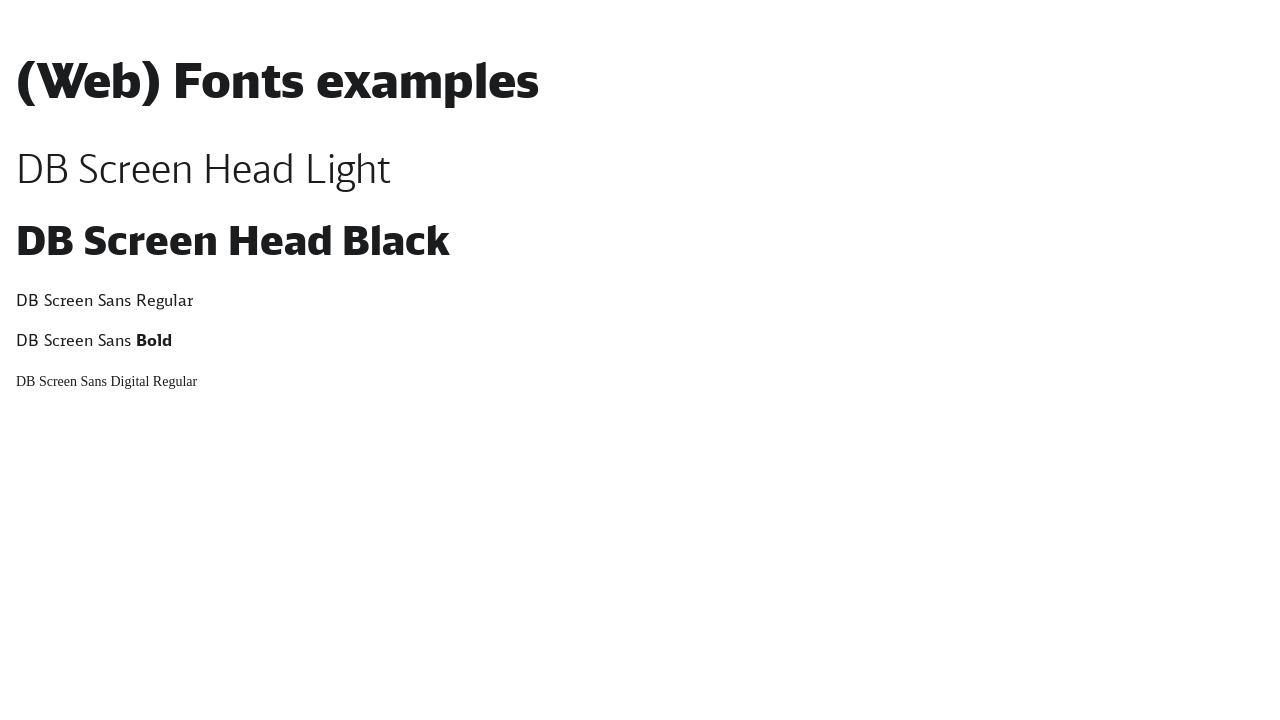 (Web) Fonts examples
DB Screen Head Light
DB Screen Head Black
DB Screen Sans Regular
DB Screen Sans Bold
DB Screen Sans Digital Regular